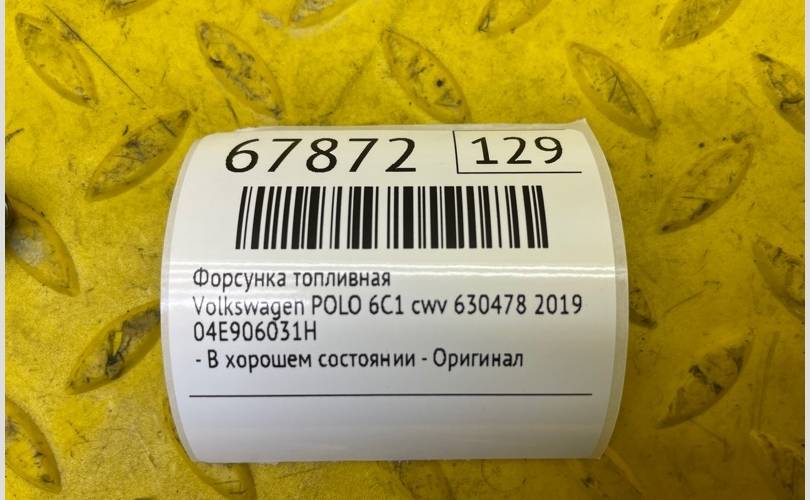 67872 129
Форсунка топливная
Volkswagen POLO 6C1 cwv 630478 2019
04E906031H
- В хорошем состоянии - Оригинал